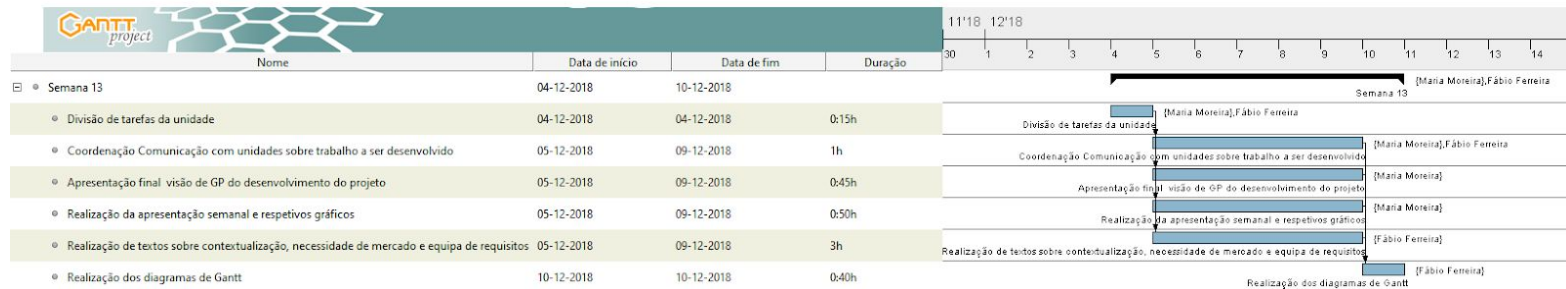 GANTT project
11'18 12'18
30 1 2 3 4 5 6 7 8 9 10 11 12 13 14
Nome Data de início Data de fim Duração
Semana 13 04-12-2018 10-12-2018
{Maria Moreira},Fábio Ferreira
Semana 13
Divisão de tarefas da unidade 04-12-2018 04-12-2018 0:15h
{Maria Moreira},Fábio Ferreira
Divisão de tarefas da unidade
Coordenação Comunicação com unidades sobre trabalho a ser desenvolvido 05-12-2018 09-12-2018 1h
{Maria Moreira},Fábio Ferreira
Coordenação Comunicação com unidades sobre trabalho a ser desenvolvido
Apresentação final visão de GP do desenvolvimento do projeto 05-12-2018 09-12-2018 0:45h
{Maria Moreira}
Apresentação final visão de GP do desenvolvimento do projeto
Realização da apresentação semanal e respetivos gráficos 05-12-2018 09-12-2018 0:50h
{Maria Moreira}
Realização da apresentação semanal e respetivos gráficos
Realização de textos sobre contextualização, necessidade de mercado e equipa de requisitos 05-12-2018 09-12-2018 3h
{Fábio Ferreira}
Realização de textos sobre contextualização, necessidade de mercado e equipa de requisitos
Realização dos diagramas de Gantt 10-12-2018 10-12-2018 0:40h
{Fábio Ferreira}
Realização dos diagramas de Gantt